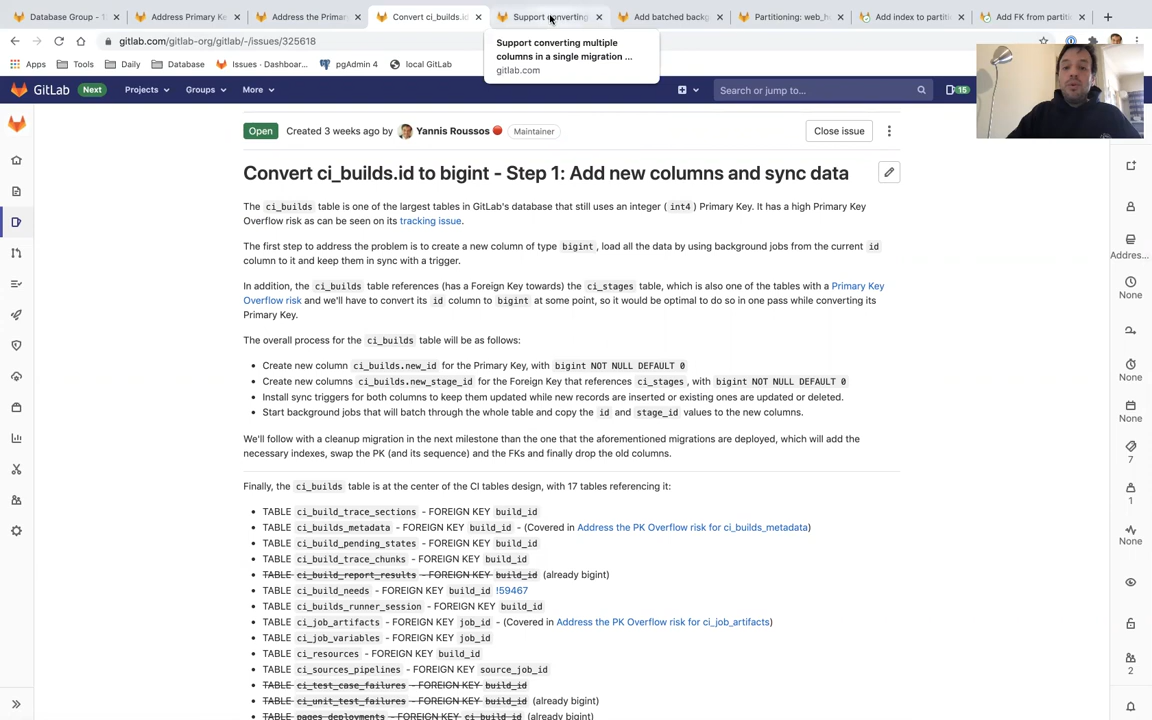 Database Group - 1
Address Primary Ke
Address the Primar
Convert ci_builds.id
Support converting
Add batched backg
Partitioning: web_h
Add index to partiti
Add FK from partiti
gitlab.com/gitlab-org/gitlab/-/issues/325618
Support converting multiple
columns in a single migration ...
gitlab.com
Apps
Tools
Daily
Database
Issues · Dashboar...
pgAdmin 4
local GitLab
GitLab Next Projects Groups More
Search or jump to...
15
Open Created 3 weeks ago by Yannis Roussos Maintainer
Close issue
Convert ci_builds.id to bigint - Step 1: Add new columns and sync data
The ci_builds table is one of the largest tables in GitLab's database that still uses an integer ( int4 ) Primary Key. It has a high Primary Key
Overflow risk as can be seen on its tracking issue.
The first step to address the problem is to create a new column of type bigint , load all the data by using background jobs from the current id
column to it and keep them in sync with a trigger.
In addition, the ci_builds table references (has a Foreign Key towards) the ci_stages table, which is also one of the tables with a Primary Key
Overflow risk and we'll have to convert its id column to bigint at some point, so it would be optimal to do so in one pass while converting its
Primary Key.
The overall process for the ci_builds table will be as follows:
• Create new column ci_builds.new_id for the Primary Key, with bigint NOT NULL DEFAULT 0
• Create new columns ci_builds.new_stage_id for the Foreign Key that references ci_stages , with bigint NOT NULL DEFAULT 0
• Install sync triggers for both columns to keep them updated while new records are inserted or existing ones are updated or deleted.
• Start background jobs that will batch through the whole table and copy the id and stage_id values to the new columns.
We'll follow with a cleanup migration in the next milestone than the one that the aforementioned migrations are deployed, which will add the
necessary indexes, swap the PK (and its sequence) and the FKs and finally drop the old columns.
Finally, the ci_builds table is at the center of the CI tables design, with 17 tables referencing it:
• TABLE ci_build_trace_sections - FOREIGN KEY build_id
• TABLE ci_builds_metadata - FOREIGN KEY build_id - (Covered in Address the PK Overflow risk for ci_builds_metadata)
• TABLE ci_build_pending_states - FOREIGN KEY build_id
• TABLE ci_build_trace_chunks - FOREIGN KEY build_id
• TABLE ci_build_report_results - FOREIGN KEY build_id (already bigint)
• TABLE ci_build_needs - FOREIGN KEY build_id !59467
• TABLE ci_builds_runner_session - FOREIGN KEY build_id
• TABLE ci_job_artifacts - FOREIGN KEY job_id - (Covered in Address the PK Overflow risk for ci_job_artifacts)
• TABLE ci_job_variables - FOREIGN KEY job_id
• TABLE ci_resources - FOREIGN KEY build_id
• TABLE ci_sources_pipelines - FOREIGN KEY source_job_id
• TABLE ci_test_case_failures - FOREIGN KEY build_id
• TABLE ci_unit_test_failures - FOREIGN KEY build_id (already bigint)
• TABLE pages_deployments - FOREIGN KEY ci_build_id (already bigint)
Addres...
None
None
None
7
1
None
2